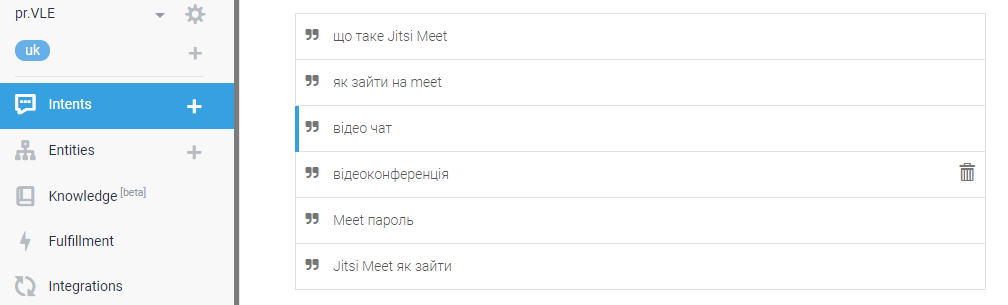 pr.VLE
uk
Intents
Entities
Knowledge [beta]
Fulfillment
Integrations
що таке Jitsi Meet
як зайти на meet
відео чат
відеоконференція
Meet пароль
Jitsi Meet як зайти